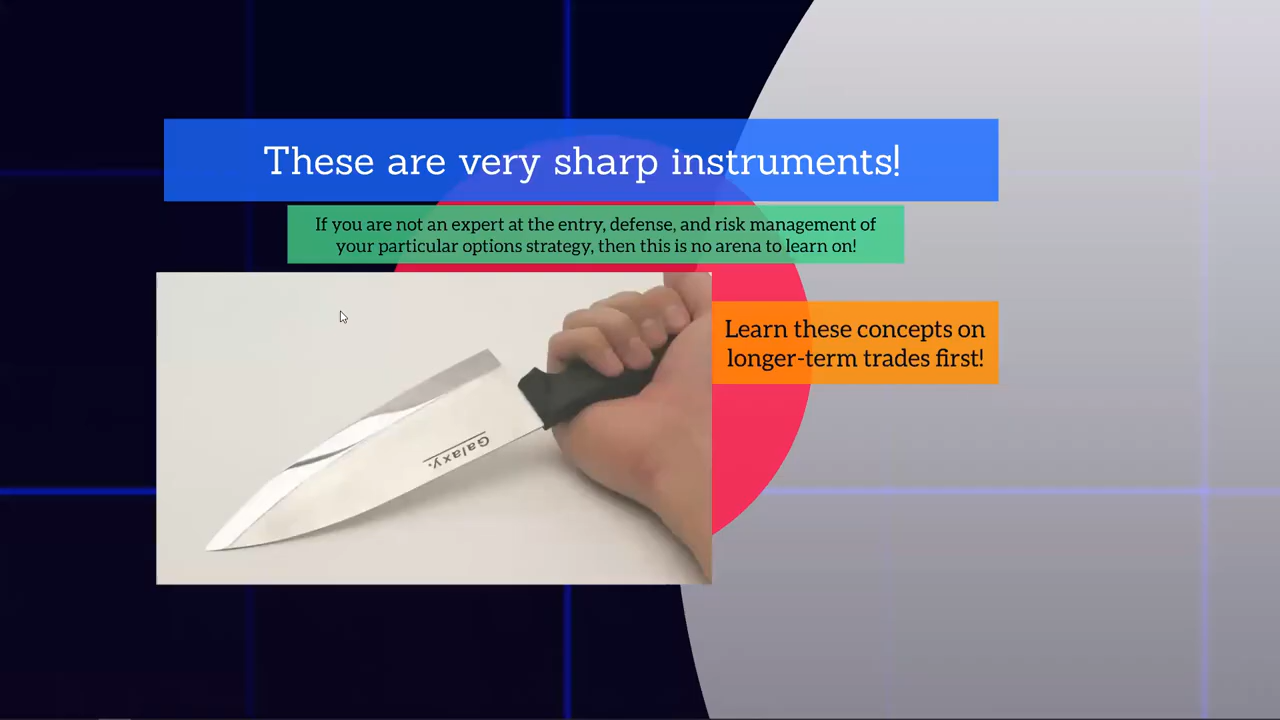 These are very sharp instruments!
If you are not an expert at the entry, defense, and risk management of
your particular options strategy, then this is no arena to learn on!
Learn these concepts on
longer-term trades first!
Galaxy.